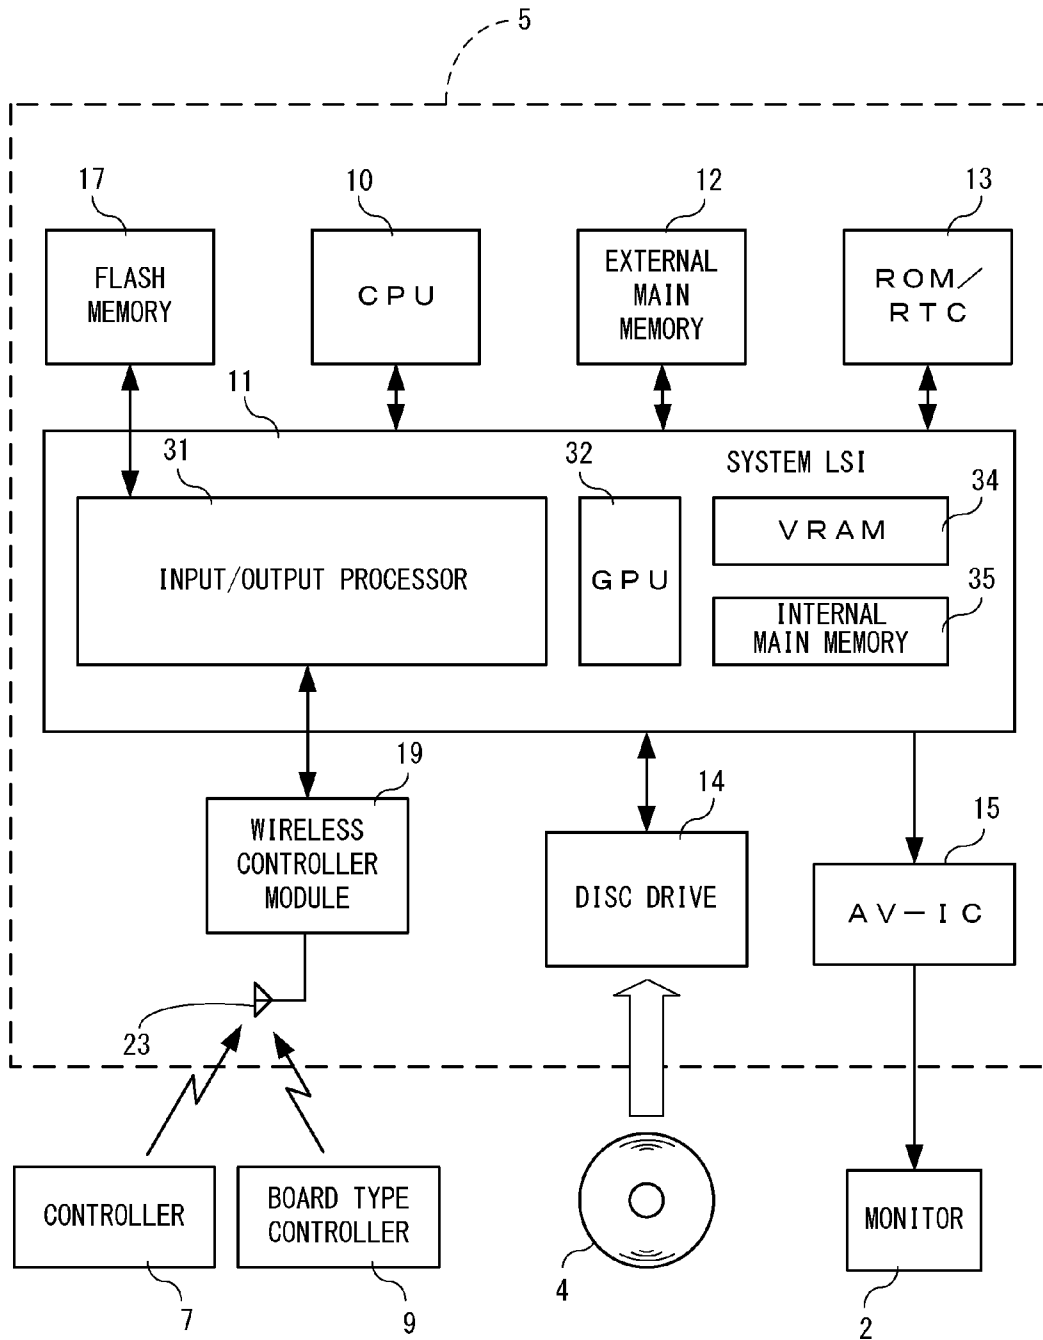 5
17
10
12
13
FLASH
MEMORY
CPU
EXTERNAL
MAIN
MEMORY
ROM/
RTC
11
31
32
SYSTEM LSI
34
VRAM
INPUT/OUTPUT PROCESSOR
GPU
35
INTERNAL
MAIN MEMORY
19
14
15
WIRELESS
CONTROLLER
MODULE
DISC DRIVE
AV-IC
23
CONTROLLER
BOARD TYPE
CONTROLLER
MONITOR
7
9
4
2